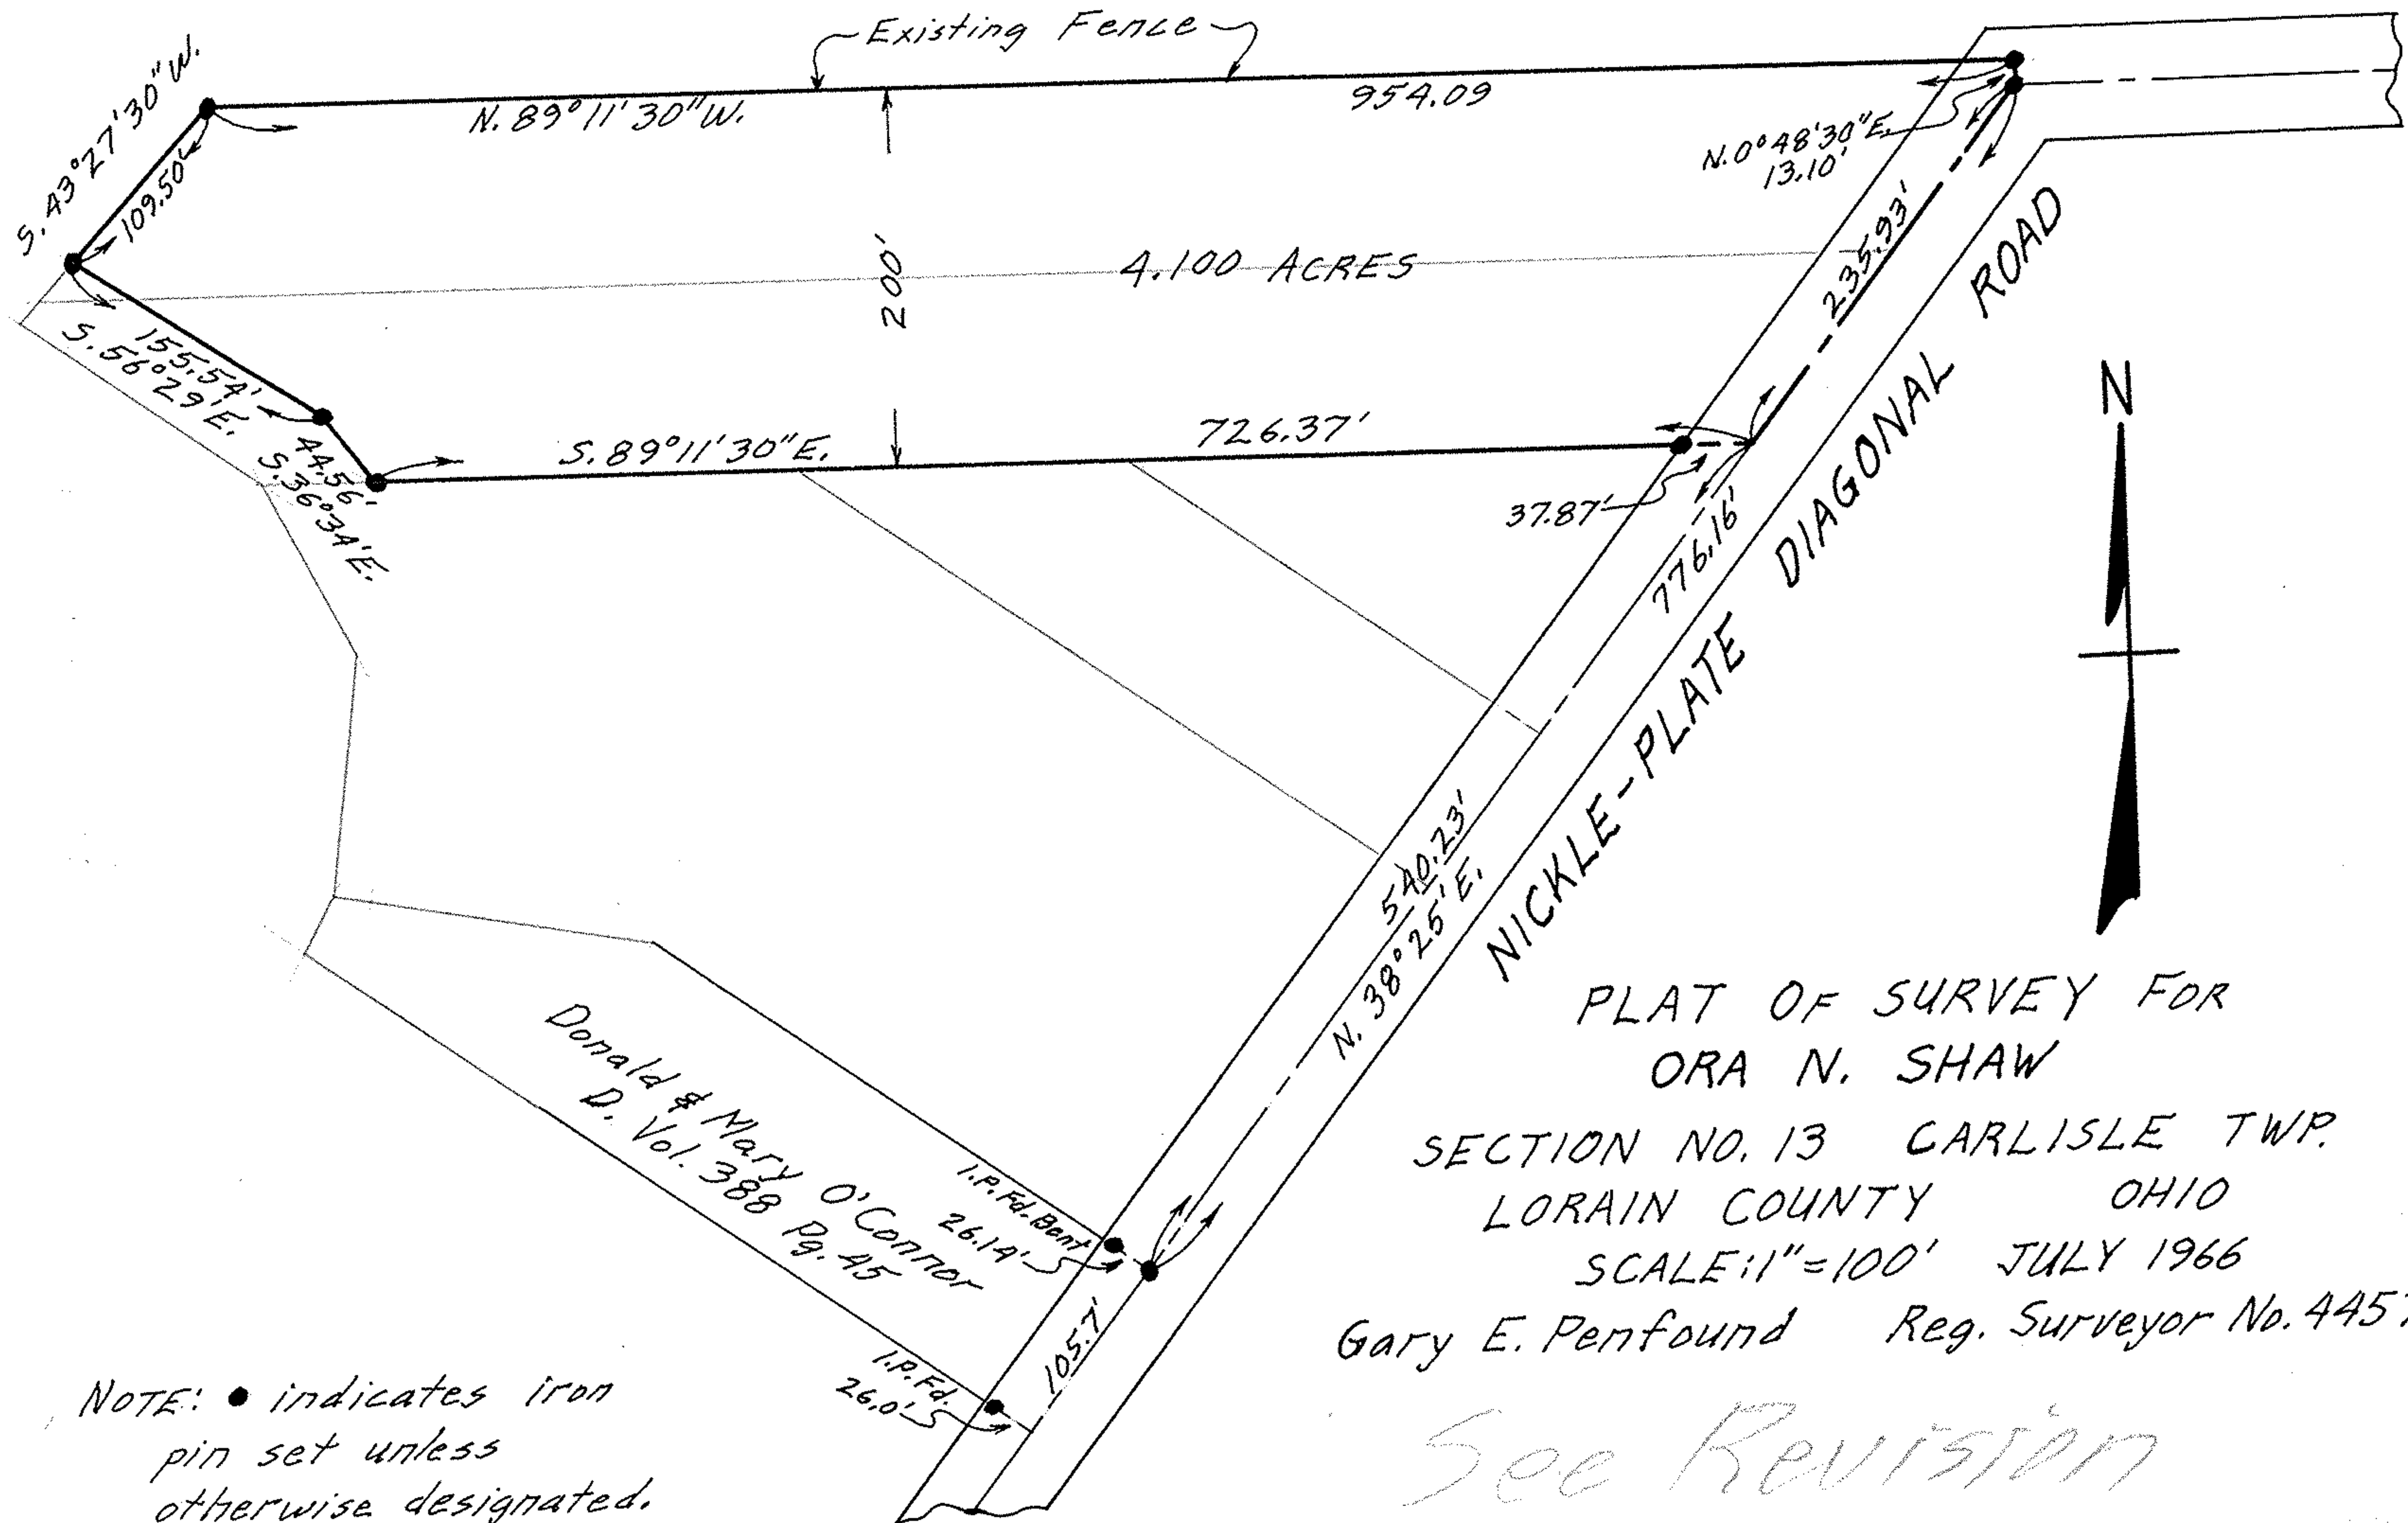 Existing Fence
N. 89°11'30"W.
954.09
S. 43°27'30"W.
109.50'
N. 0°48'30"E.
13.10'
200'
4.100 ACRES
235.93'
155.54'
S. 56°29'E.
44.56'
S. 36°34'E.
S. 89°11'30"E.
726.37'
37.87'
776.16'
540.23'
N. 38°25'E.
NICKLE-PLATE DIAGONAL ROAD
N
Donald & Mary O'Connor
D. Vol. 388 Pg. 45
I.P. Fd. Bent
26.14'
I.P. Fd.
26.0'
105.7'
PLAT OF SURVEY FOR
ORA N. SHAW
SECTION NO. 13 CARLISLE TWP.
LORAIN COUNTY OHIO
SCALE: 1"=100' JULY 1966
Gary E. Penfound Reg. Surveyor No.
NOTE: ● indicates iron
pin set unless
otherwise designated.
See Revision